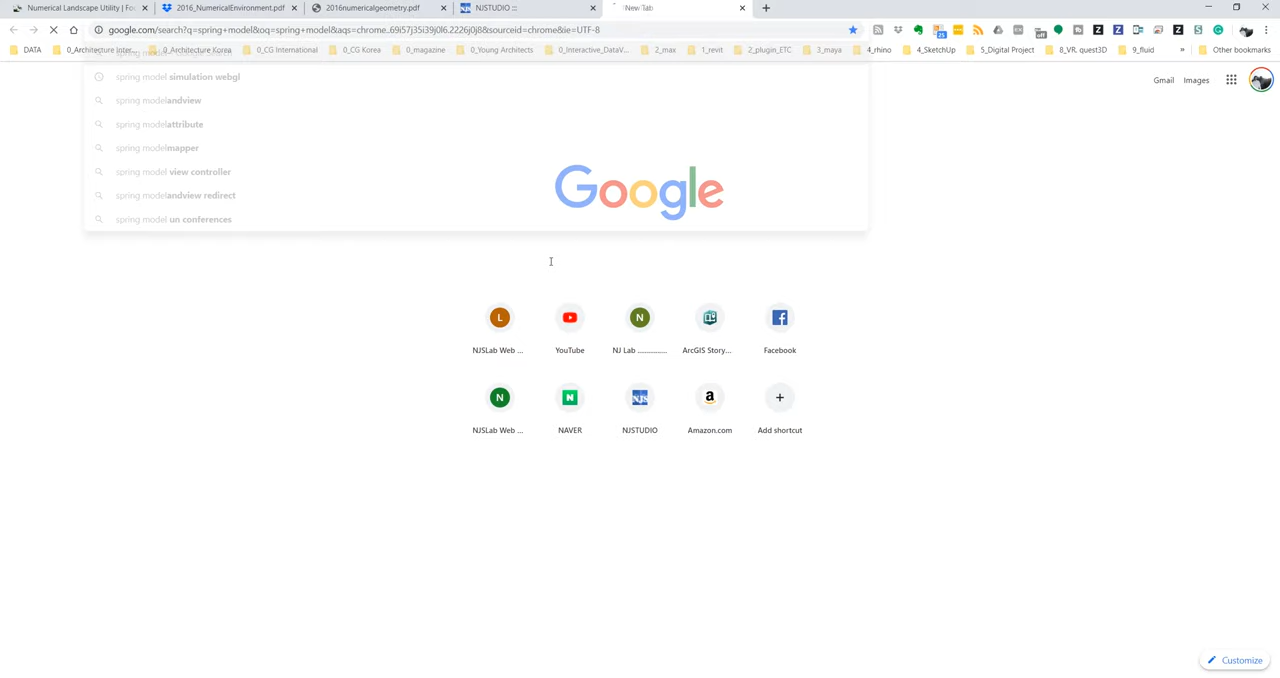 Numerical Landscape Utility | Fo
2016_NumericalEnvironment.pdf
2016numericalgeometry.pdf
NJSTUDIO ::
New Tab
google.com/search?q=spring+model&oq=spring+model&aqs=chrome..69i57j35i39j0l6.2226j0j8&sourceid=chrome&ie=UTF-8
DATA
0_Architecture Inter...
0_Architecture Korea
0_CG International
0_CG Korea
0_magazine
0_Young Architects
0_Interactive_DataV...
2_max
1_revit
2_plugin_ETC
3_maya
4_rhino
4_SketchUp
5_Digital Project
8_VR. quest3D
9_fluid
»
Other bookmarks
spring model simulation webgl
spring modelandview
spring modelattribute
spring modelmapper
spring model view controller
spring modelandview redirect
spring model un conferences
Gmail
Images
Google
L
NJSLab Web ...
YouTube
N
NJ Lab ...............
ArcGIS Story...
Facebook
N
NJSLab Web ...
N
NAVER
NJS
NJSTUDIO
a
Amazon.com
Add shortcut
Customize